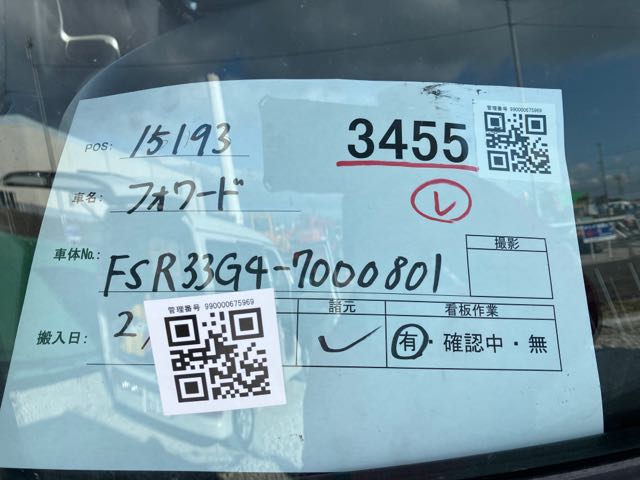 管理番号 990000675969
POS: 15193
3455
車名: フォワード
レ
車体No.: FSR33G4-7000801
撮影
管理番号 990000675969
諸元
看板作業
搬入日: 2/
有・確認中・無